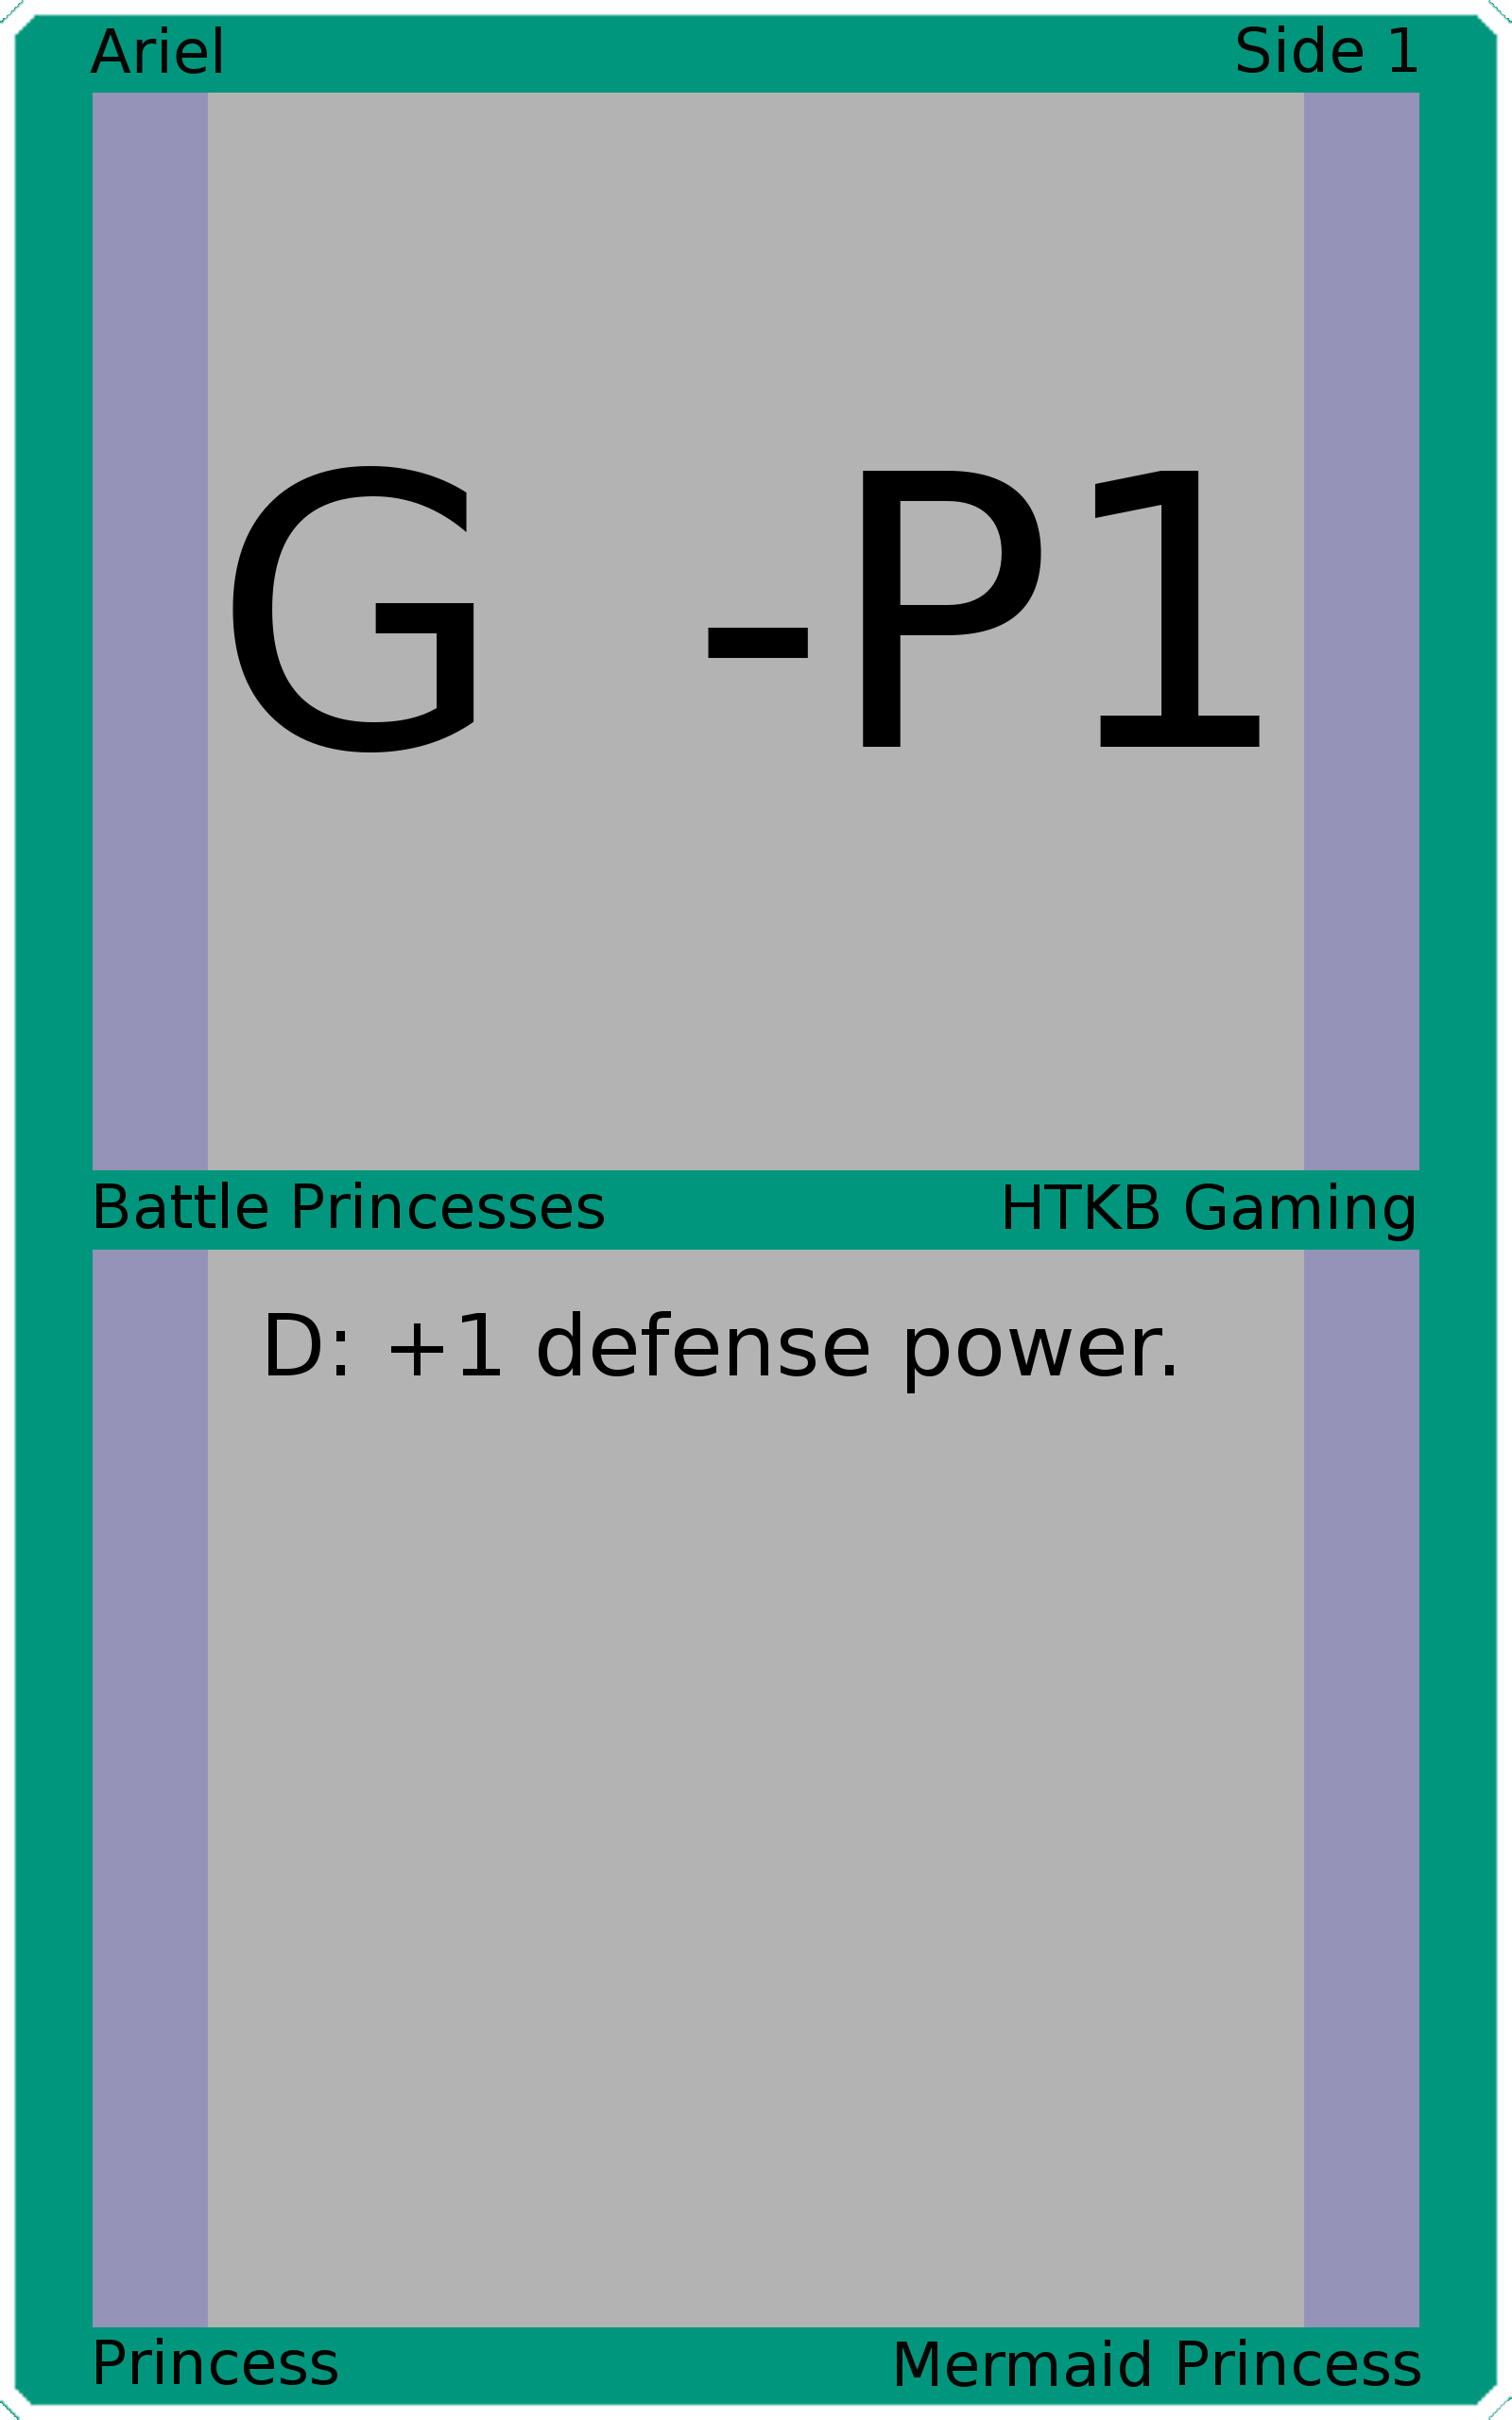 Ariel Side 1
G -P1
Battle Princesses HTKB Gaming
D: +1 defense power.
Princess Mermaid Princess